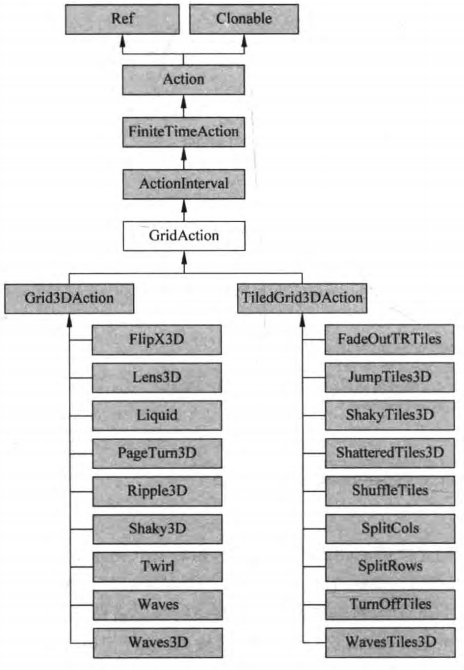 Ref
Clonable
Action
FiniteTimeAction
ActionInterval
GridAction
Grid3DAction
TiledGrid3DAction
FlipX3D
Lens3D
Liquid
PageTurn3D
Ripple3D
Shaky3D
Twirl
Waves
Waves3D
FadeOutTRTiles
JumpTiles3D
ShakyTiles3D
ShatteredTiles3D
ShuffleTiles
SplitCols
SplitRows
TurnOffTiles
WavesTiles3D